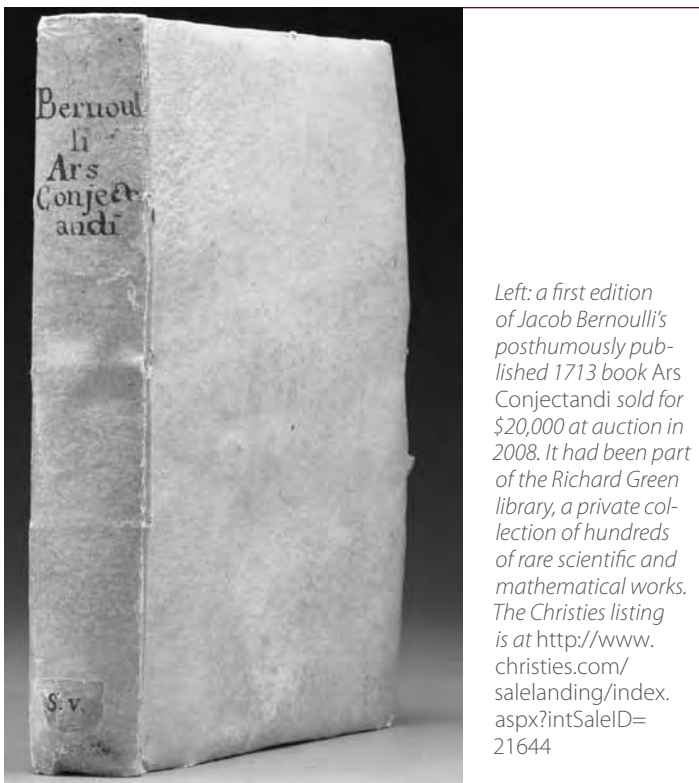 Bernoul
li
Ars
Conject
andi
S. v.
Left: a first edition
of Jacob Bernoulli’s
posthumously pub-
lished 1713 book Ars
Conjectandi sold for
$20,000 at auction in
2008. It had been part
of the Richard Green
library, a private col-
lection of hundreds
of rare scientific and
mathematical works.
The Christies listing
is at http://www.
christies.com/
salelanding/index.
aspx?intSaleID=
21644